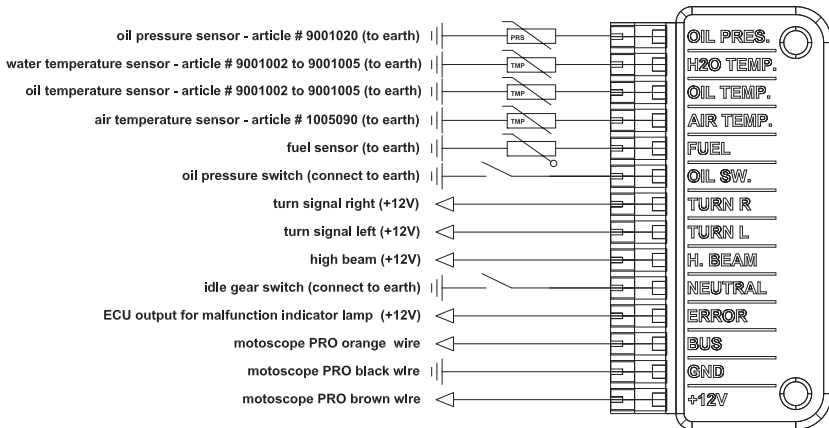 oil pressure sensor - article # 9001020 (to earth) PRS OIL PRES.
water temperature sensor - article # 9001002 to 9001005 (to earth) TMP H2O TEMP.
oil temperature sensor - article # 9001002 to 9001005 (to earth) TMP OIL TEMP.
air temperature sensor - article # 1005090 (to earth) TMP AIR TEMP.
fuel sensor (to earth) FUEL
oil pressure switch (connect to earth) OIL SW.
turn signal right (+12V) TURN R
turn signal left (+12V) TURN L
high beam (+12V) H. BEAM
idle gear switch (connect to earth) NEUTRAL
ECU output for malfunction indicator lamp (+12V) ERROR
motoscope PRO orange wire BUS
motoscope PRO black wIre GND
motoscope PRO brown wIre +12V